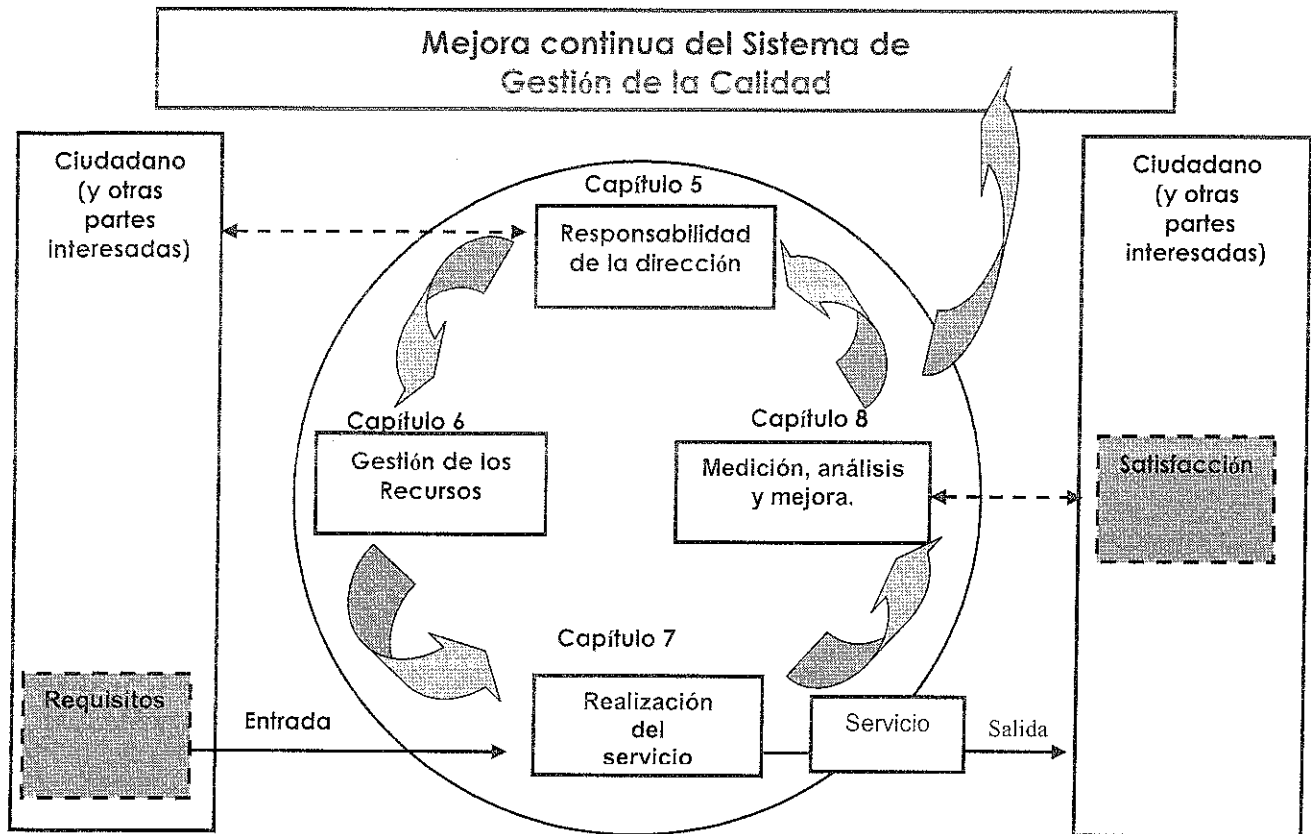 Mejora continua del Sistema de
Gestión de la Calidad
Ciudadano
(y otras
partes
interesadas)
Capítulo 5
Responsabilidad
de la dirección
Ciudadano
(y otras
partes
interesadas)
Capítulo 6
Gestión de los
Recursos
Capítulo 8
Medición, análisis
y mejora.
Satisfacción
Capítulo 7
Realización
del
servicio
Requisitos
Entrada
Servicio
Salida